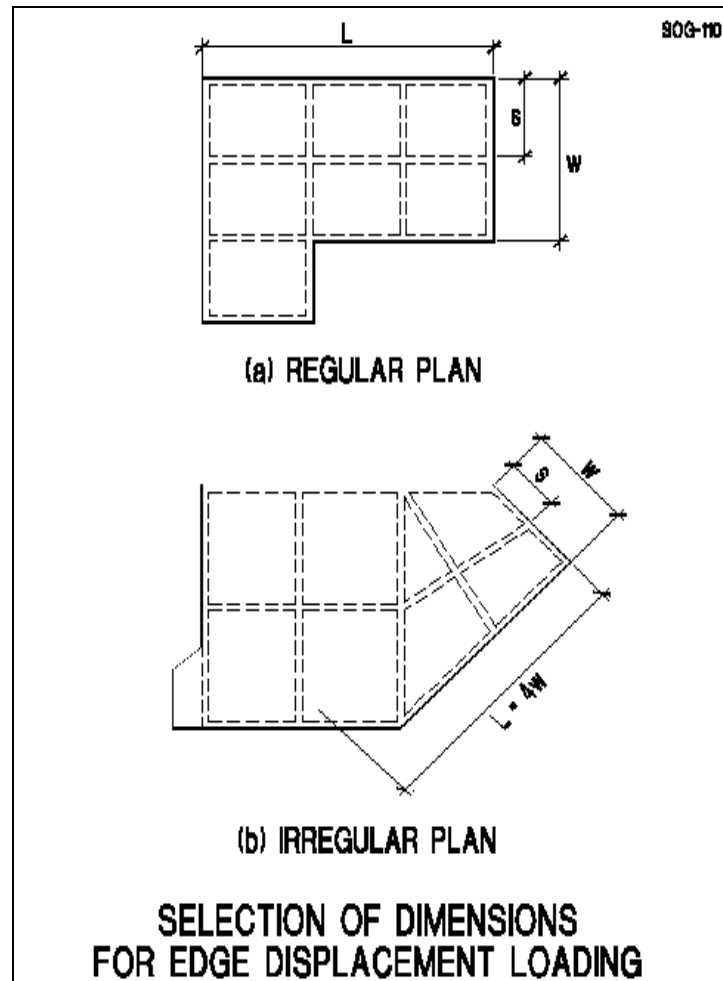 L
SOG-110
S
W
(a) REGULAR PLAN
W
S
L = 4W
(b) IRREGULAR PLAN
SELECTION OF DIMENSIONS
FOR EDGE DISPLACEMENT LOADING